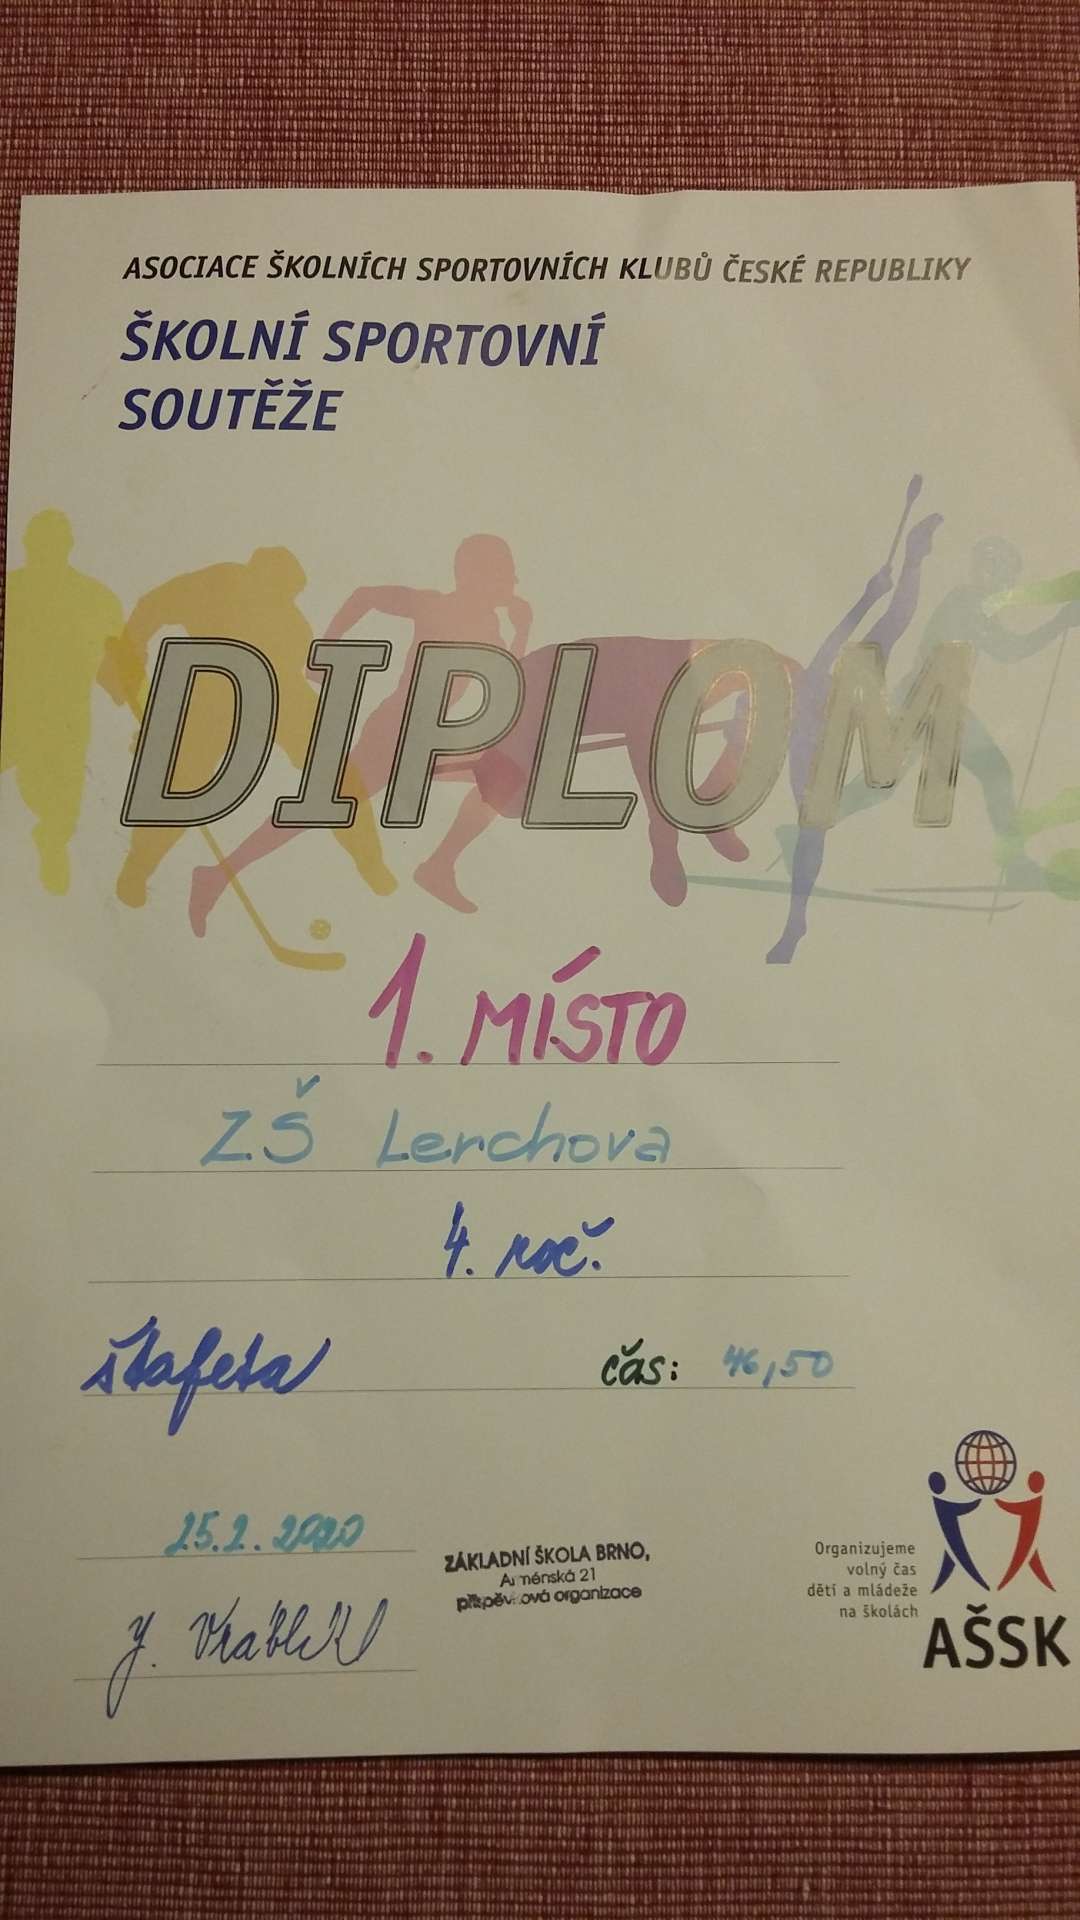 ASOCIACE ŠKOLNÍCH SPORTOVNÍCH KLUBŮ ČESKÉ REPUBLIKY
ŠKOLNÍ SPORTOVNÍ
SOUTĚŽE
DIPLOM
1. MÍSTO
ZŠ Lerchova
4. roč.
štafeta čas: 46,50
25.2.2020
ZÁKLADNÍ ŠKOLA BRNO,
Arménská 21
příspěvková organizace
Organizujeme
volný čas
dětí a mládeže
na školách
AŠSK